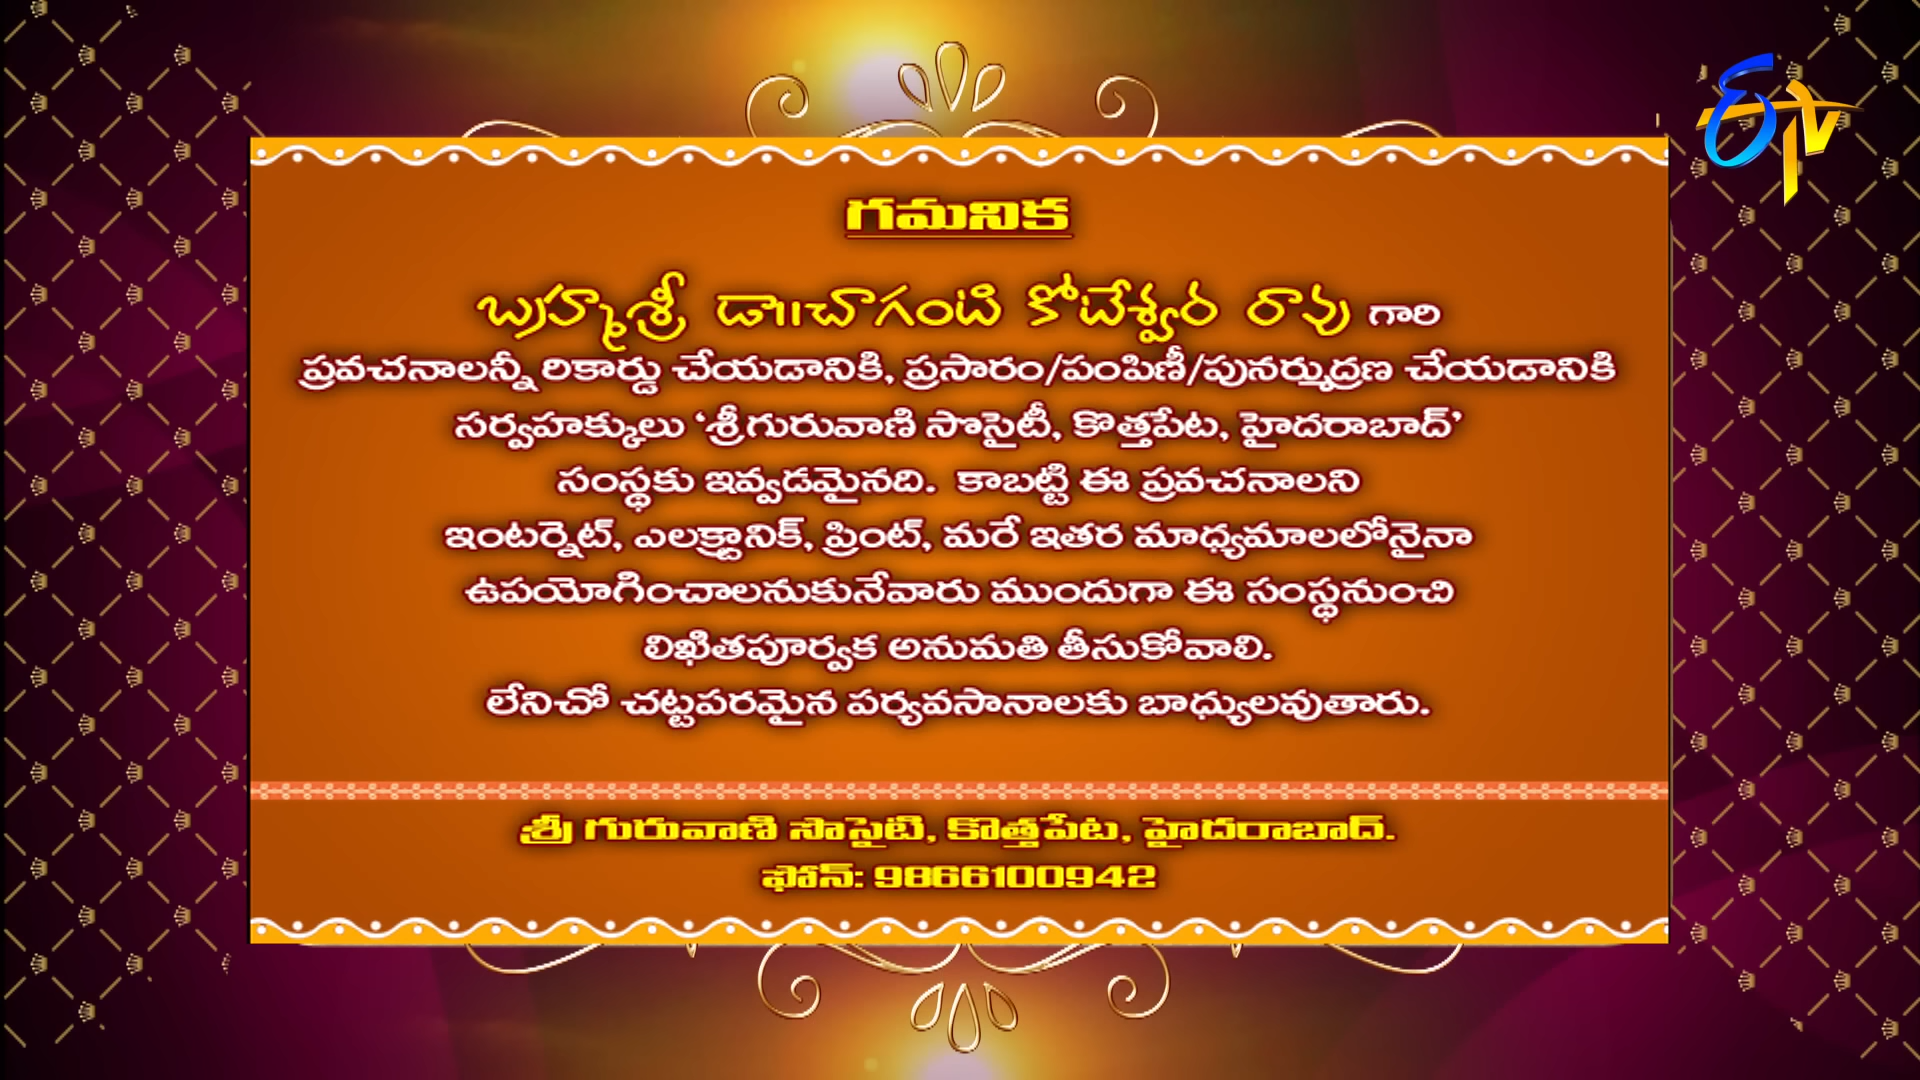 ఈTV
గమనిక
బ్రహ్మశ్రీ డా॥చాగంటి కోటేశ్వర రావు గారి
ప్రవచనాలన్నీ రికార్డు చేయడానికి, ప్రసారం/పంపిణీ/పునర్ముద్రణ చేయడానికి
సర్వహక్కులు ‘శ్రీగురువాణి సొసైటీ, కొత్తపేట, హైదరాబాద్’
సంస్థకు ఇవ్వడమైనది. కాబట్టి ఈ ప్రవచనాలని
ఇంటర్నెట్, ఎలక్ట్రానిక్, ప్రింట్, మరే ఇతర మాధ్యమాలలోనైనా
ఉపయోగించాలనుకునేవారు ముందుగా ఈ సంస్థనుంచి
లిఖితపూర్వక అనుమతి తీసుకోవాలి.
లేనిచో చట్టపరమైన పర్యవసానాలకు బాధ్యులవుతారు.
శ్రీ గురువాణి సొసైటి, కొత్తపేట, హైదరాబాద్.
ఫోన్: 9866100942